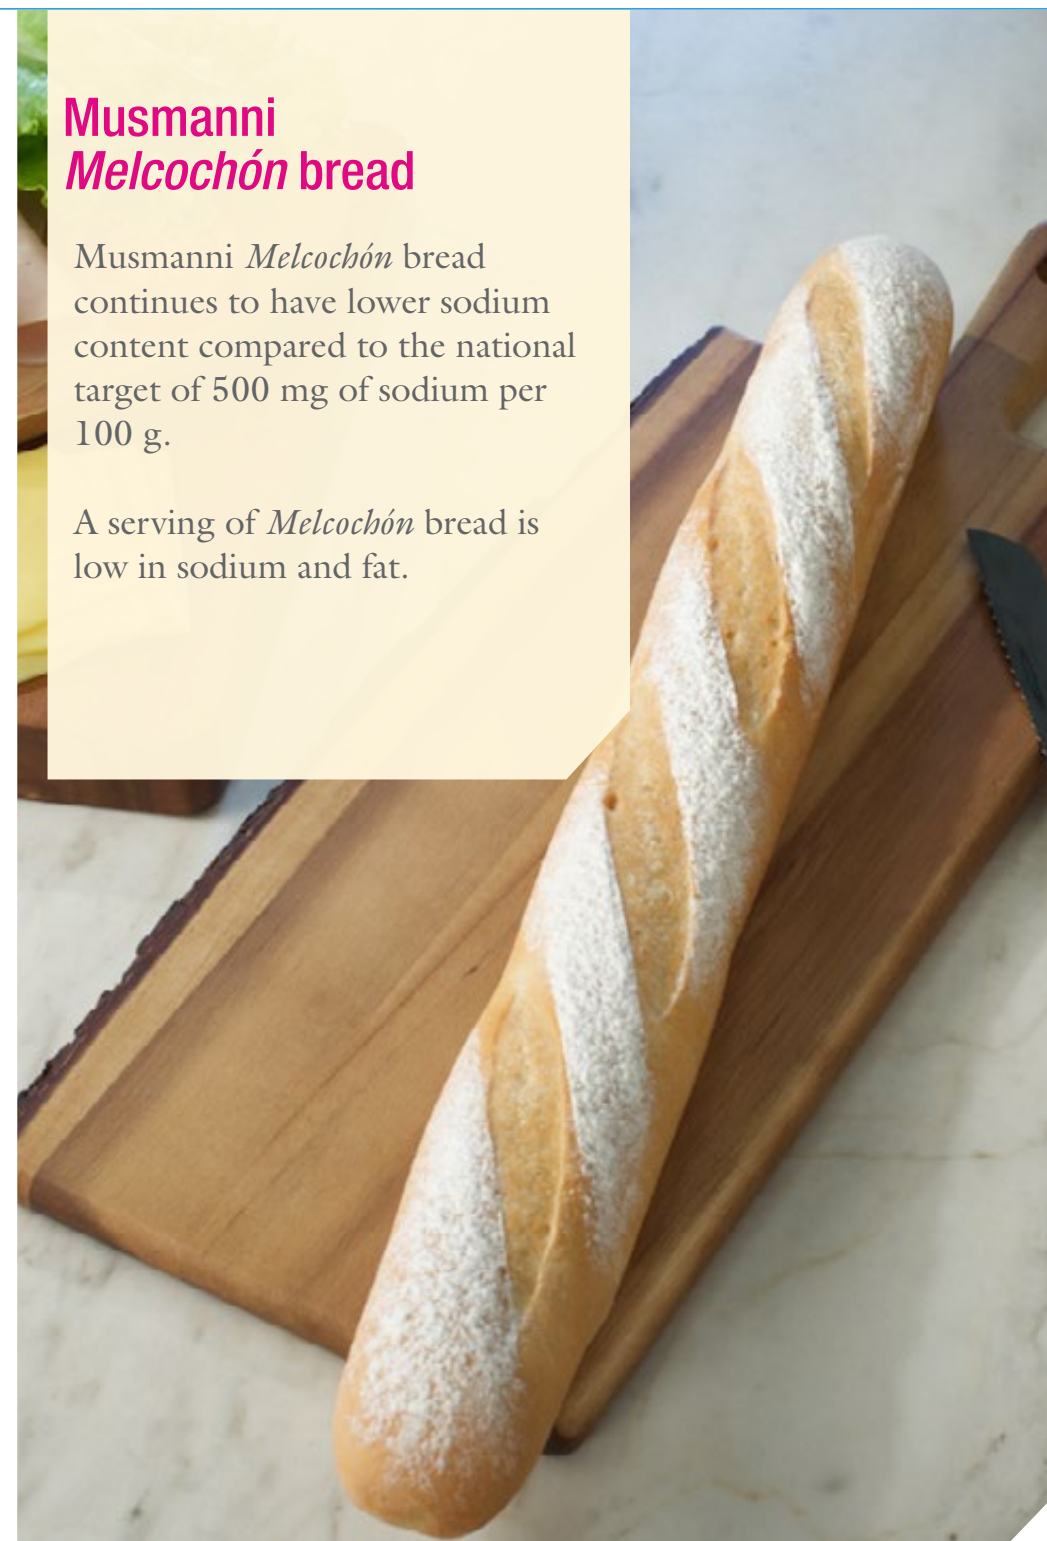 Musmanni
Melcochón bread
Musmanni Melcochón bread
continues to have lower sodium
content compared to the national
target of 500 mg of sodium per
100 g.
A serving of Melcochón bread is
low in sodium and fat.